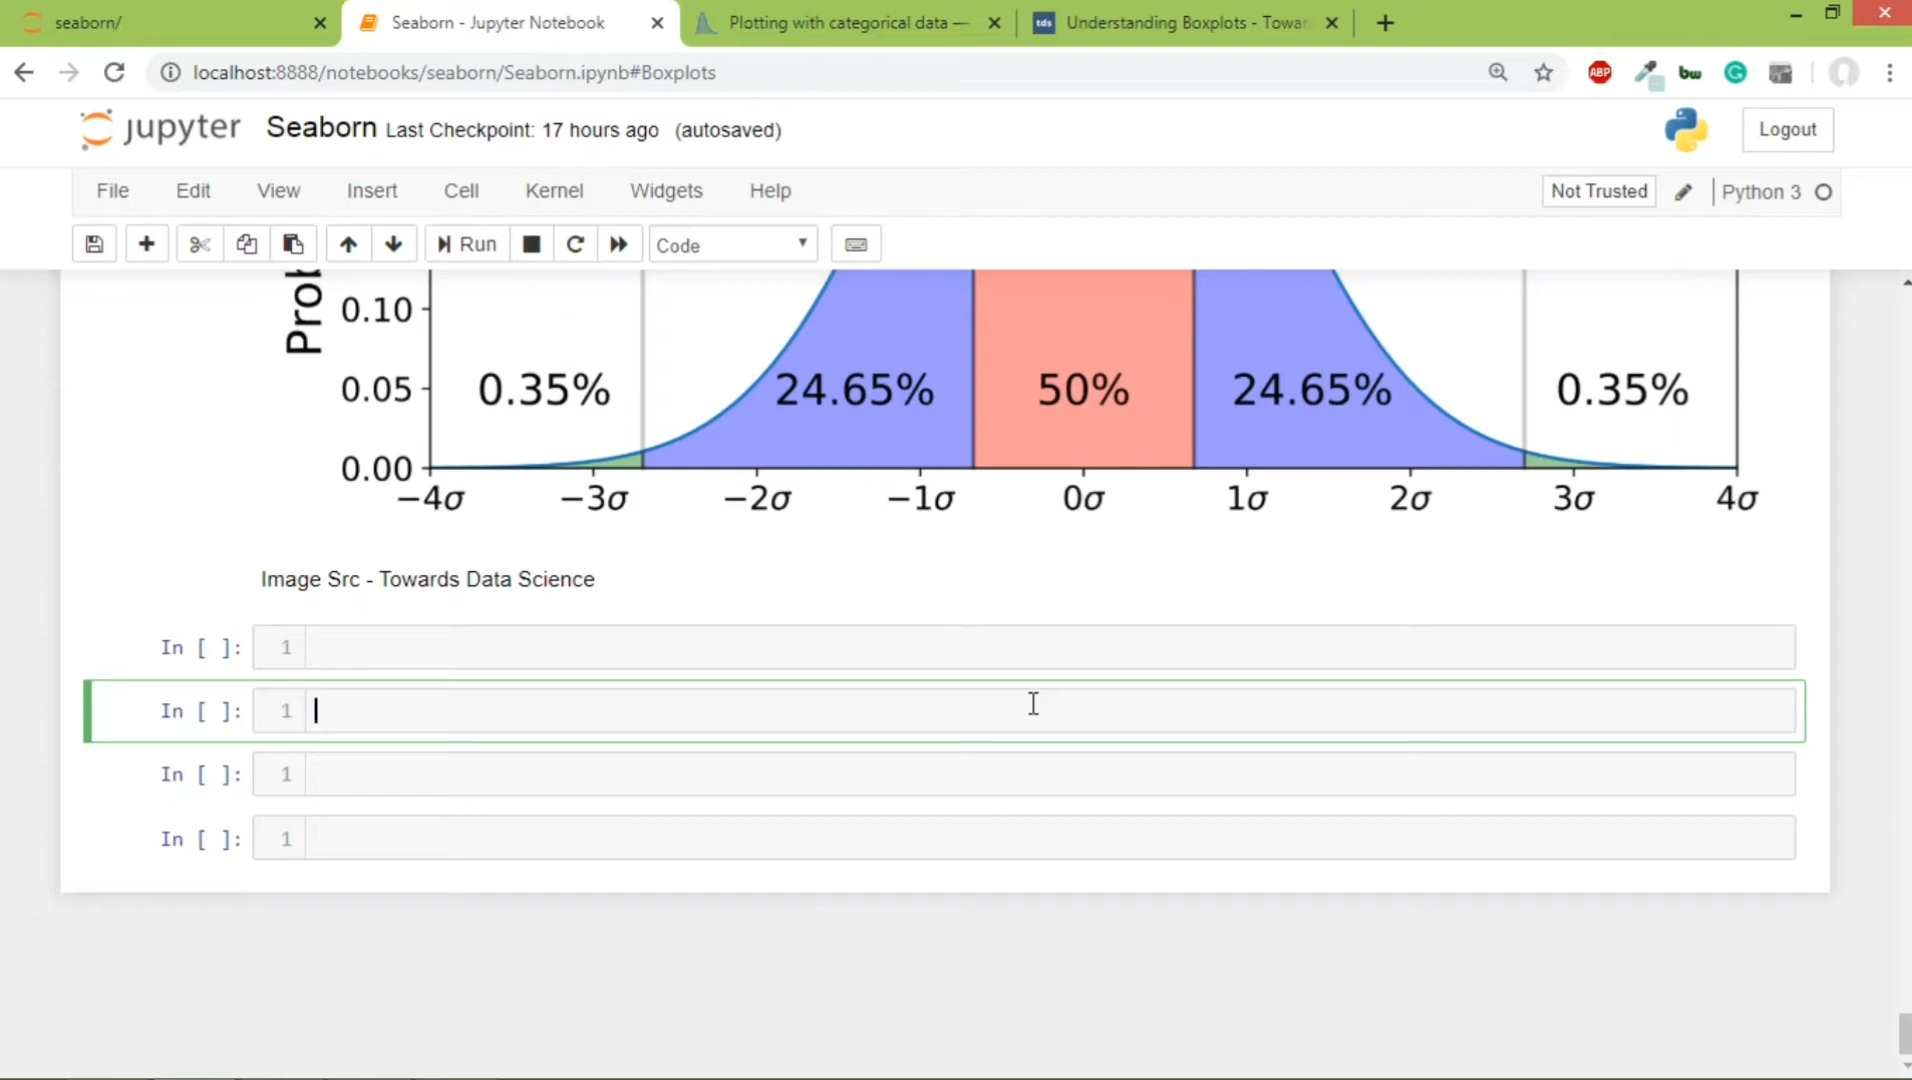 seaborn/
Seaborn - Jupyter Notebook
Plotting with categorical data —
tds
Understanding Boxplots - Towar
localhost:8888/notebooks/seaborn/Seaborn.ipynb#Boxplots
ABP
bw
jupyter Seaborn Last Checkpoint: 17 hours ago (autosaved)
Logout
File Edit View Insert Cell Kernel Widgets Help
Not Trusted
Python 3
Run
Code
Prob
0.10
0.05
0.00
0.35% 24.65% 50% 24.65% 0.35%
−4σ −3σ −2σ −1σ 0σ 1σ 2σ 3σ 4σ
Image Src - Towards Data Science
In [ ]: 1
In [ ]: 1
In [ ]: 1
In [ ]: 1